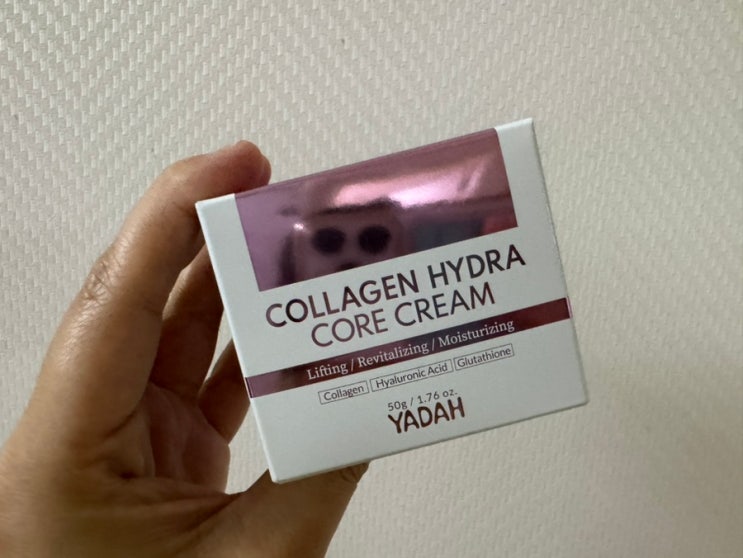 COLLAGEN HYDRA
CORE CREAM
Lifting / Revitalizing / Moisturizing
Collagen Hyaluronic Acid Glutathione
50g / 1.76 oz.
YADAH